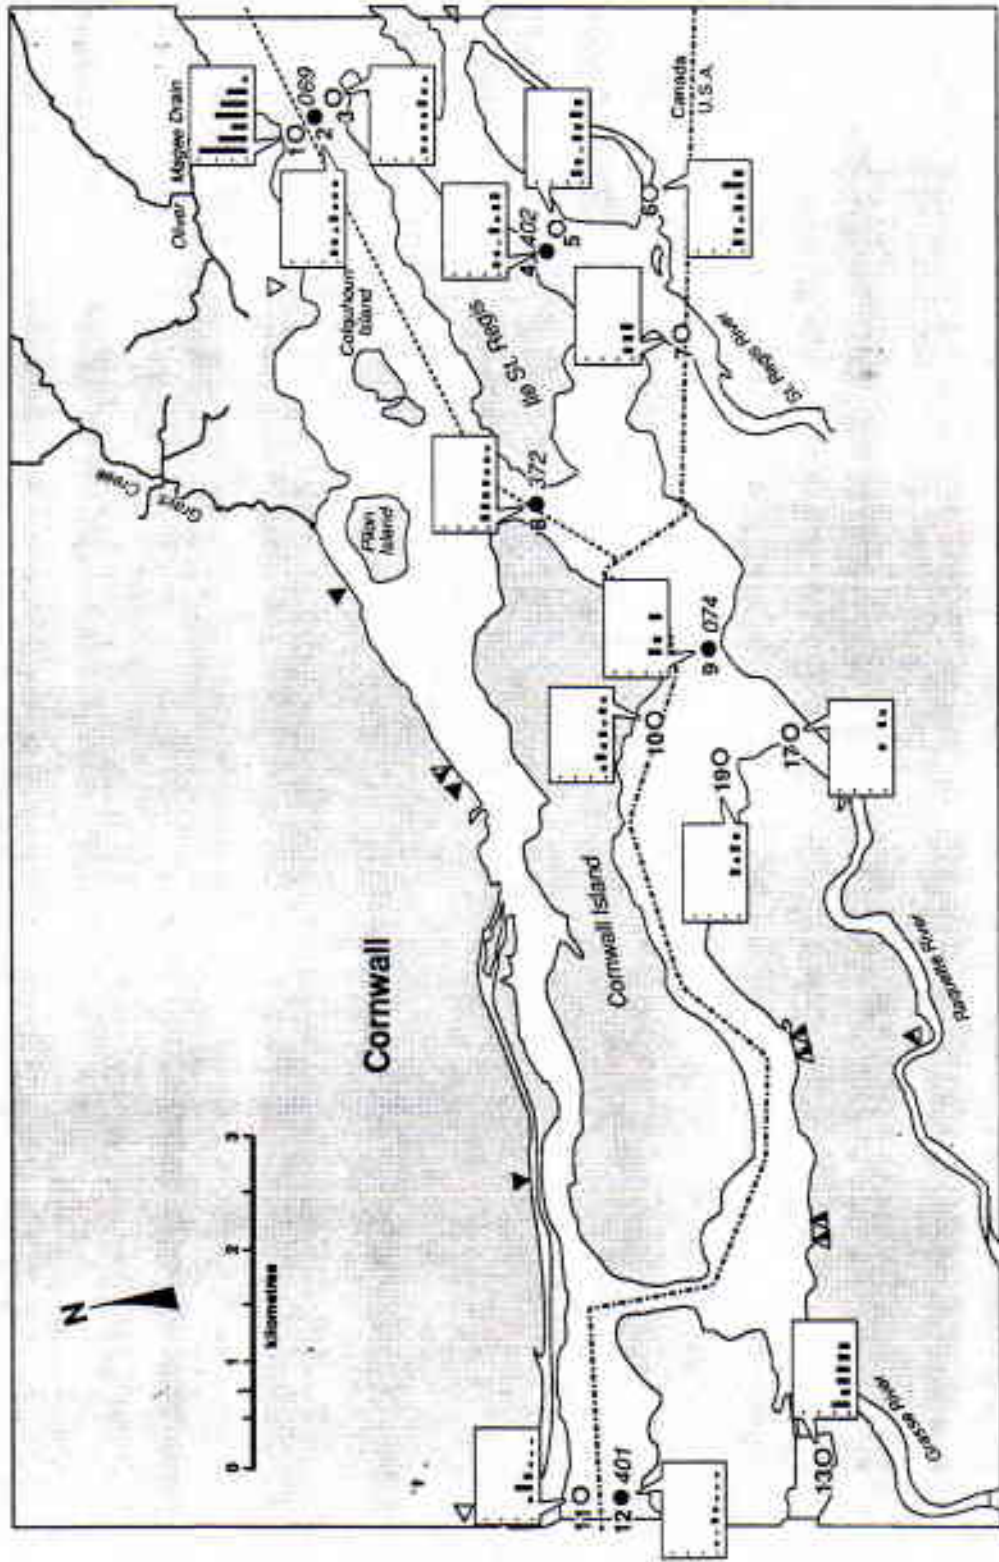 N
0 1 2 3
kilometres
Cornwall
Grays Creek
Oliver Magee Drain
Pilon
Island
Colquhoun
Island
Cornwall Island
Ile St. Regis
St. Regis River
Raquette River
Grasse River
Canada
U.S.A.
1
2 069
3
4 402
5
6
7
8 372
9 074
10
11
12 401
13
17
19